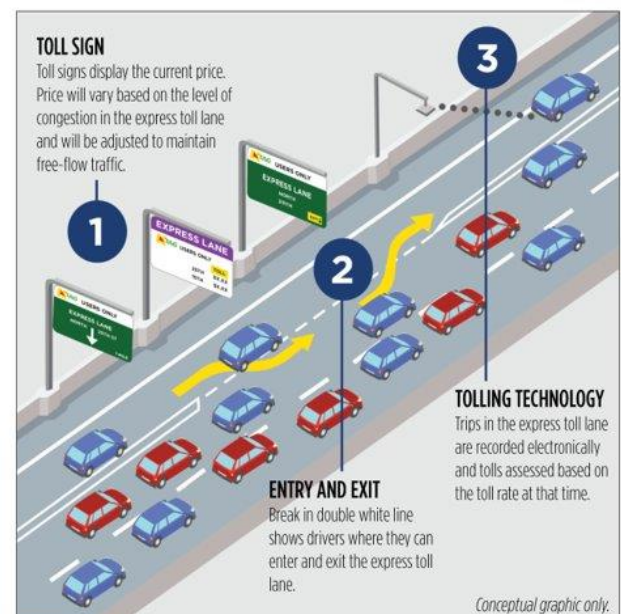 TOLL SIGN
Toll signs display the current price.
Price will vary based on the level of
congestion in the express toll lane
and will be adjusted to maintain
free-flow traffic.
1
USERS ONLY
EXPRESS LANE
NORTH
EXPRESS LANE
USERS ONLY
TOLL
USERS ONLY
EXPRESS LANE
NORTH
2
ENTRY AND EXIT
Break in double white line
shows drivers where they can
enter and exit the express toll
lane.
3
TOLLING TECHNOLOGY
Trips in the express toll lane
are recorded electronically
and tolls assessed based on
the toll rate at that time.
Conceptual graphic only.